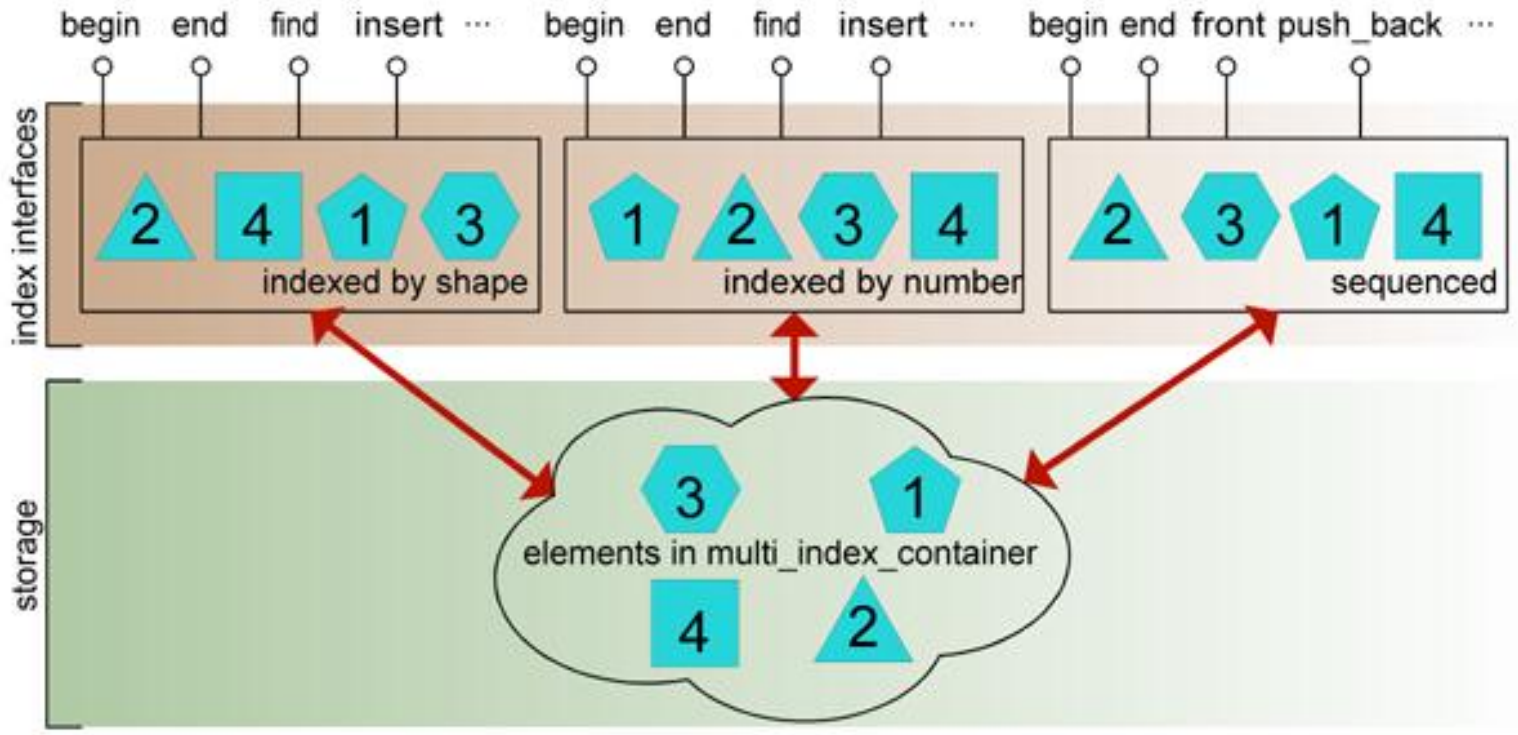 begin end find insert ...
begin end find insert ...
begin end front push_back ...
index interfaces
2 4 1 3
indexed by shape
1 2 3 4
indexed by number
2 3 1 4
sequenced
storage
3 1
elements in multi_index_container
4 2